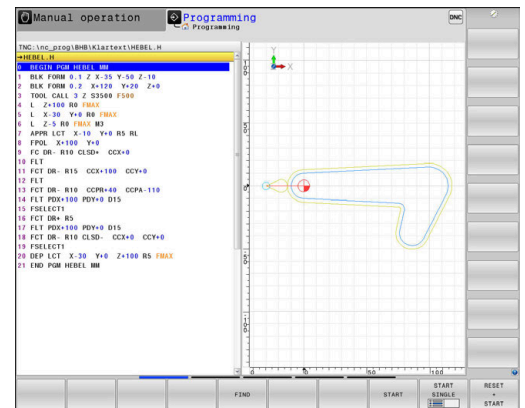 Manual operation
Programming
Programming
DNC
TNC:\nc_prog\BHB\Klartext\HEBEL.H
→HEBEL.H
0 BEGIN PGM HEBEL MM
1 BLK FORM 0.1 Z X-35 Y-50 Z-10
2 BLK FORM 0.2 X+120 Y+20 Z+0
3 TOOL CALL 3 Z S3500 F500
4 L Z+100 R0 FMAX
5 L X-30 Y+0 R0 FMAX
6 L Z-5 R0 FMAX M3
7 APPR LCT X-10 Y+0 R5 RL
8 FPOL X+100 Y+0
9 FC DR- R10 CLSD+ CCX+0
10 FLT
11 FCT DR- R15 CCX+100 CCY+0
12 FLT
13 FCT DR- R10 CCPR+40 CCPA-110
14 FLT PDX+100 PDY+0 D15
15 FSELECT1
16 FCT DR+ R5
17 FLT PDX+100 PDY+0 D15
18 FCT DR- R10 CLSD- CCX+0 CCY+0
19 FSELECT1
20 DEP LCT X-30 Y+0 Z+100 R5 FMAX
21 END PGM HEBEL MM
Y
X
0
50
100
FIND
START
START SINGLE
RESET + START